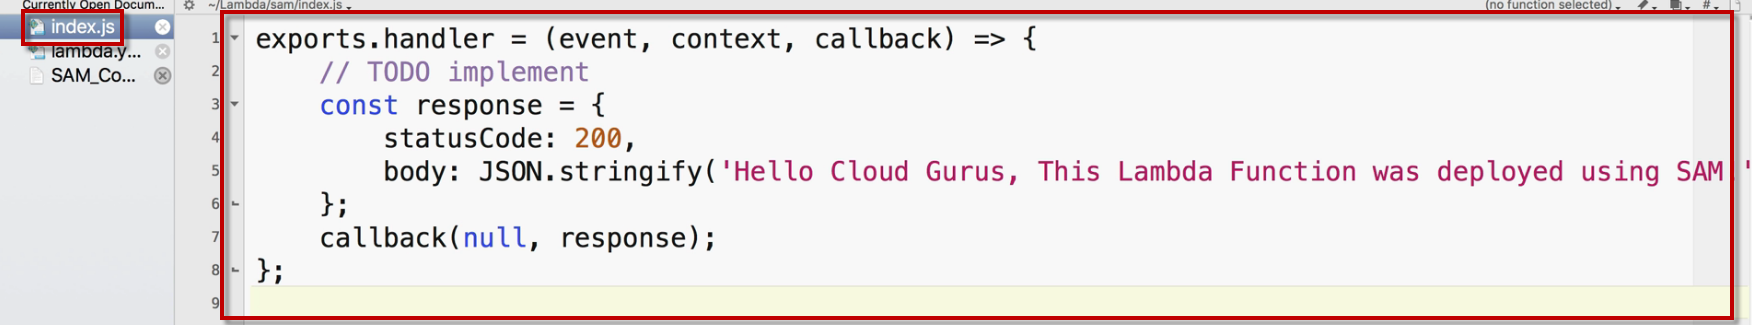 Currently Open Docum...
~/Lambda/sam/index.js
(no function selected)
#
index.js
lambda.y...
SAM_Co...
1 exports.handler = (event, context, callback) => {
2 // TODO implement
3 const response = {
4 statusCode: 200,
5 body: JSON.stringify('Hello Cloud Gurus, This Lambda Function was deployed using SAM '
6 };
7 callback(null, response);
8 };
9